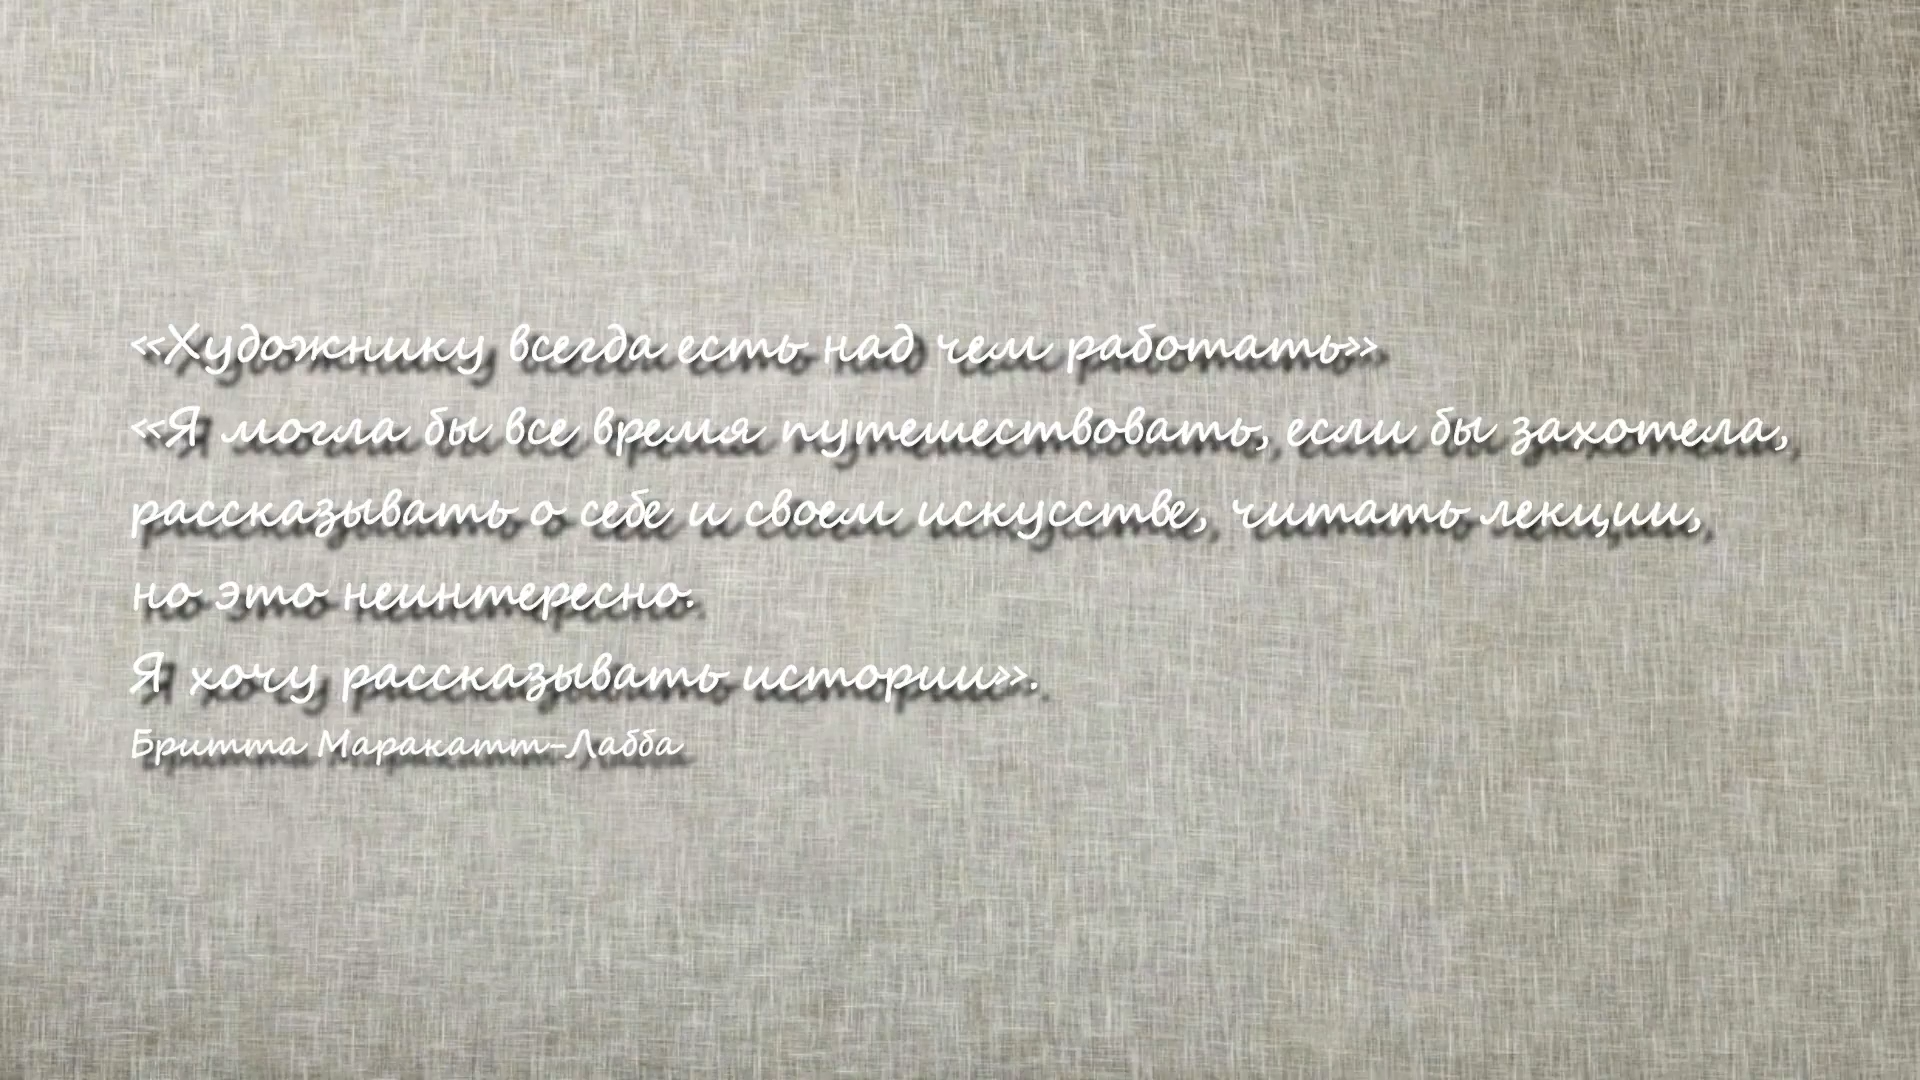 «Художнику всегда есть над чем работать»
«Я могла бы все время путешествовать, если бы захотела,
рассказывать о себе и своем искусстве, читать лекции,
но это неинтересно.
Я хочу рассказывать истории».
Бритта Маракатт-Лабба